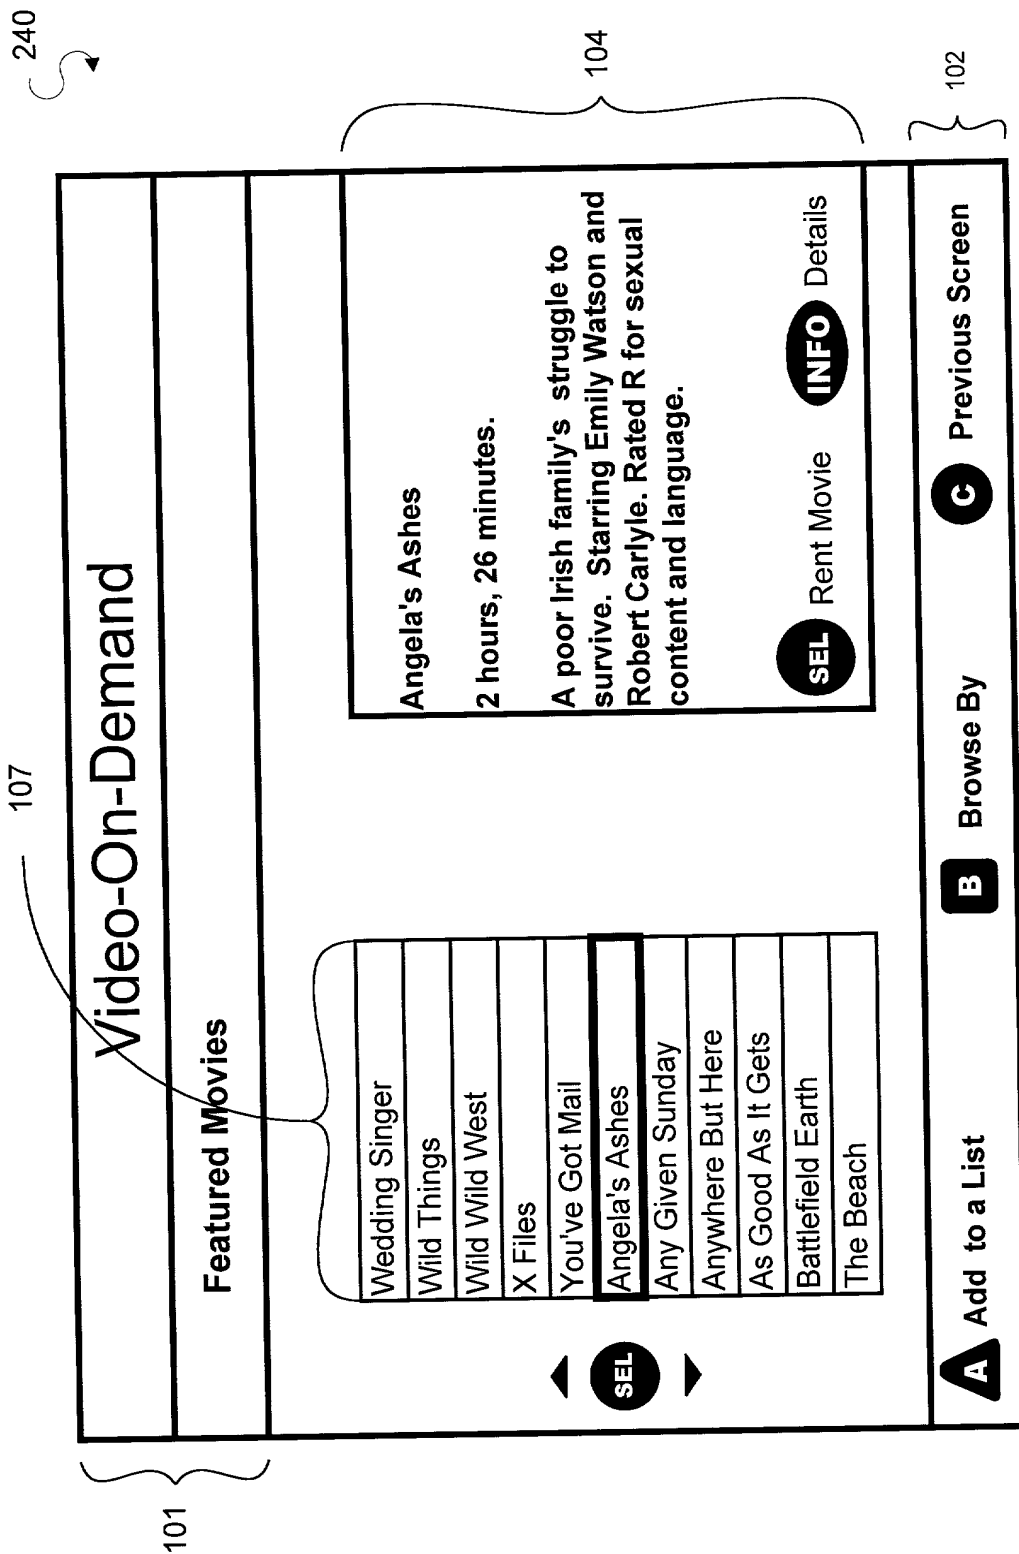 240
107
101
Video-On-Demand
Featured Movies
Wedding Singer
Wild Things
Wild Wild West
X Files
You've Got Mail
Angela's Ashes
Any Given Sunday
Anywhere But Here
As Good As It Gets
Battlefield Earth
The Beach
SEL
104
Angela's Ashes
2 hours, 26 minutes.
A poor Irish family's struggle to
survive. Starring Emily Watson and
Robert Carlyle. Rated R for sexual
content and language.
SEL Rent Movie INFO Details
102
A Add to a List B Browse By C Previous Screen